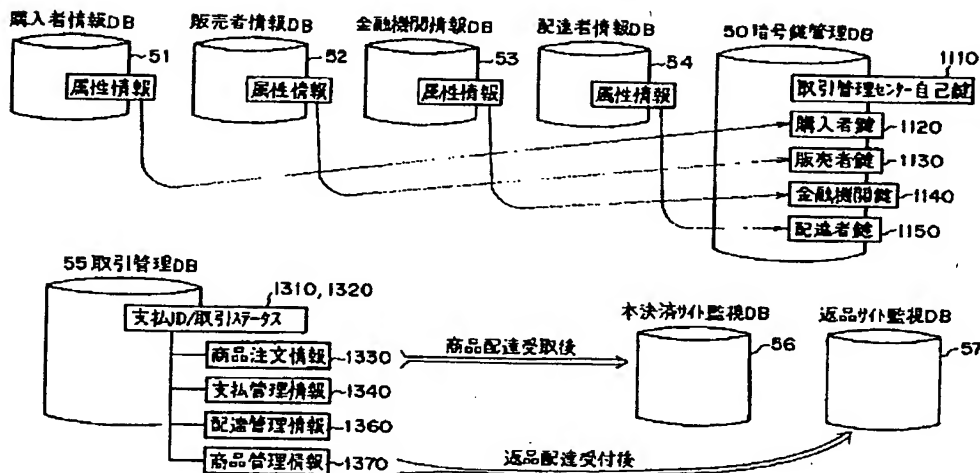 購入者情報DB
販売者情報DB
金融機関情報DB
配達者情報DB
50暗号鍵管理DB
51
52
53
54
1110
属性情報
属性情報
属性情報
属性情報
取引管理センター自己鍵
購入者鍵
1120
販売者鍵
1130
金融機関鍵
1140
配達者鍵
1150
55取引管理DB
1310, 1320
支払ID/取引ステータス
本決済サイト監視DB
返品サイト監視DB
商品注文情報
1330
商品配達受取後
56
57
支払管理情報
1340
配達管理情報
1360
商品管理情報
1370
返品配達受付後